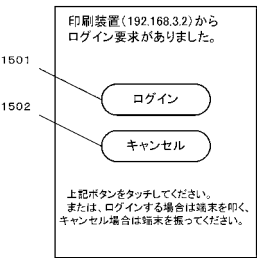 印刷装置(192.168.3.2)から
ログイン要求がありました。
1501
ログイン
1502
キャンセル
上記ボタンをタッチしてください。
または、ログインする場合は端末を叩く、
キャンセル場合は端末を振ってください。